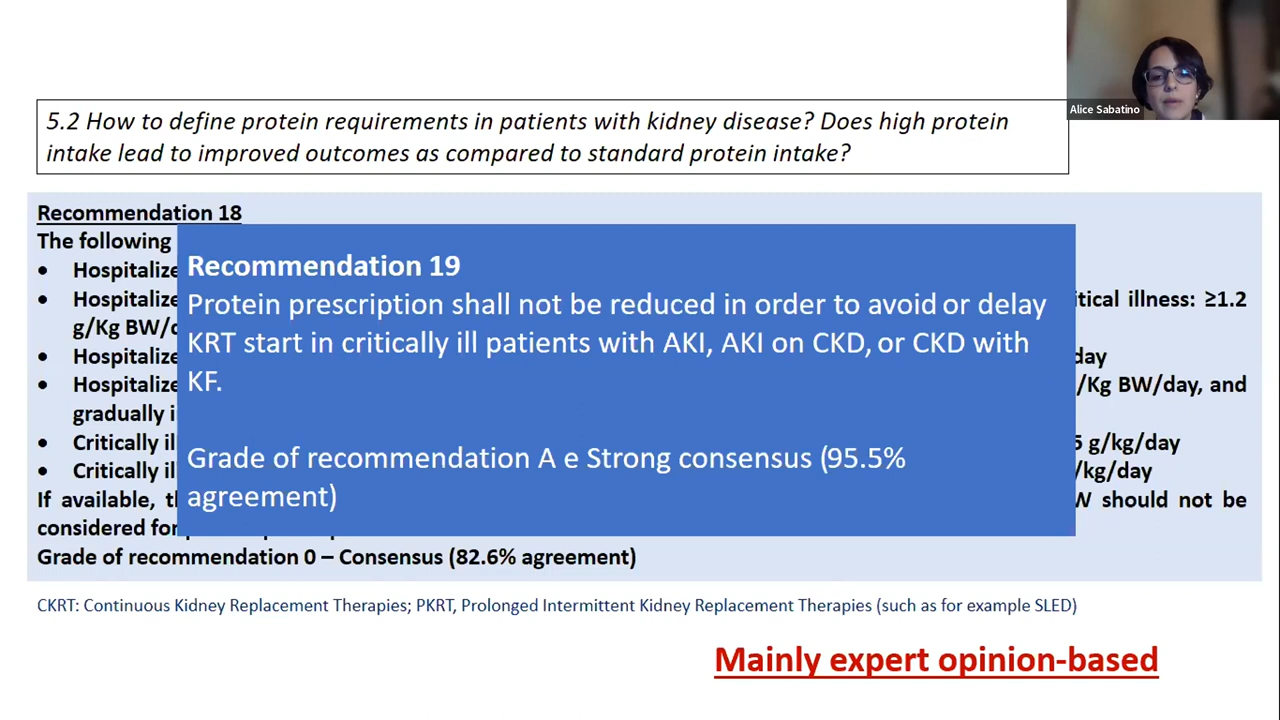 Alice Sabatino
5.2 How to define protein requirements in patients with kidney disease? Does high protein
intake lead to improved outcomes as compared to standard protein intake?
Recommendation 18
The following
• Hospitalize
• Hospitalize
itical illness: ≥1.2
g/Kg BW/d
• Hospitalize
day
• Hospitalize
/Kg BW/day, and
gradually i
• Critically il
5 g/kg/day
• Critically il
/kg/day
If available, t
W should not be
considered for
Grade of recommendation 0 – Consensus (82.6% agreement)
Recommendation 19
Protein prescription shall not be reduced in order to avoid or delay
KRT start in critically ill patients with AKI, AKI on CKD, or CKD with
KF.
Grade of recommendation A e Strong consensus (95.5%
agreement)
CKRT: Continuous Kidney Replacement Therapies; PKRT, Prolonged Intermittent Kidney Replacement Therapies (such as for example SLED)
Mainly expert opinion-based